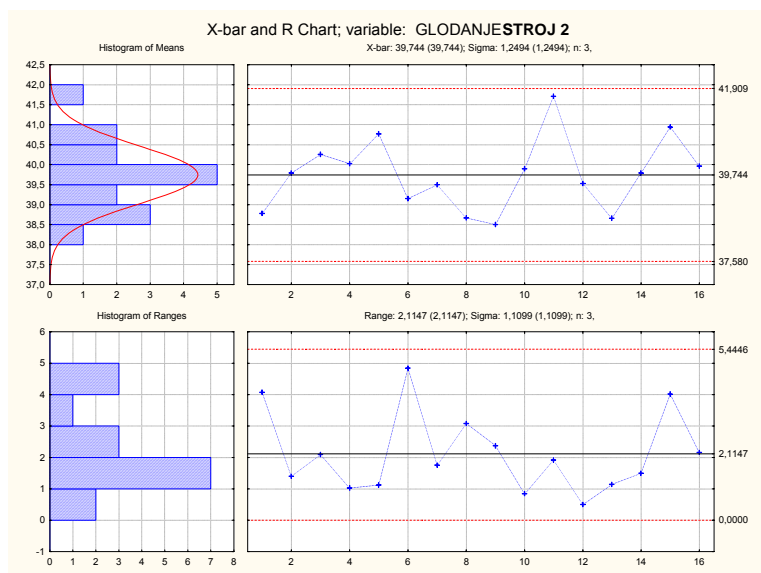 X-bar and R Chart; variable: GLODANJESTROJ 2
Histogram of Means
X-bar: 39,744 (39,744); Sigma: 1,2494 (1,2494); n: 3,
42,5
42,0
41,5
41,0
40,5
40,0
39,5
39,0
38,5
38,0
37,5
37,0
0 1 2 3 4 5
41,909
39,744
37,580
2 4 6 8 10 12 14 16
Histogram of Ranges
Range: 2,1147 (2,1147); Sigma: 1,1099 (1,1099); n: 3,
6
5
4
3
2
1
0
-1
0 1 2 3 4 5 6 7 8
5,4446
2,1147
0,0000
2 4 6 8 10 12 14 16